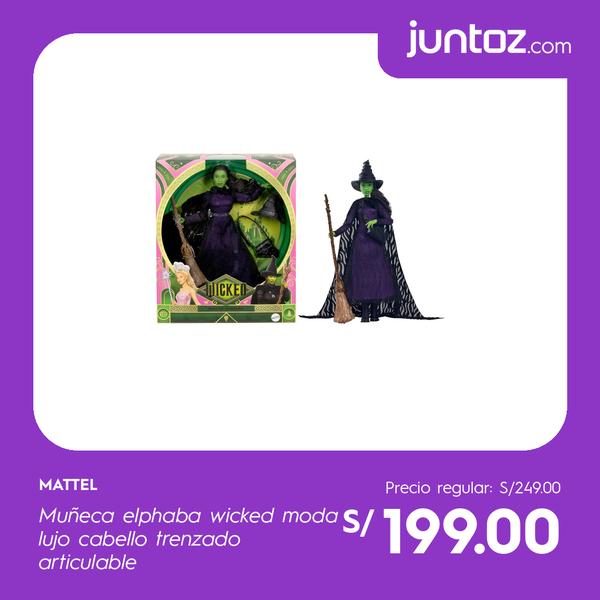 juntoz.com
WICKED
MATTEL
Muñeca elphaba wicked moda
lujo cabello trenzado
articulable
Precio regular: S/249.00
S/199.00